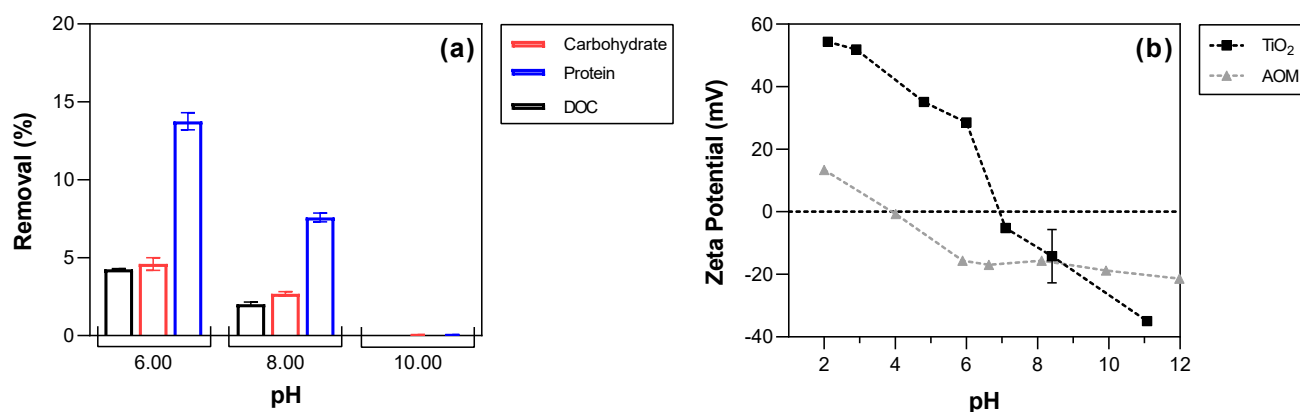 (a)
Removal (%)
20
15
10
5
0
6.00 8.00 10.00
pH
Carbohydrate
Protein
DOC
(b)
Zeta Potential (mV)
60
40
20
0
-20
-40
2 4 6 8 10 12
pH
TiO₂
AOM